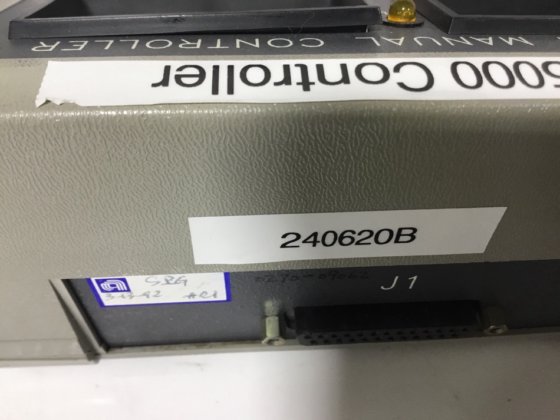 MANUAL CONTROLLER
5000 Controller
240620B
J1